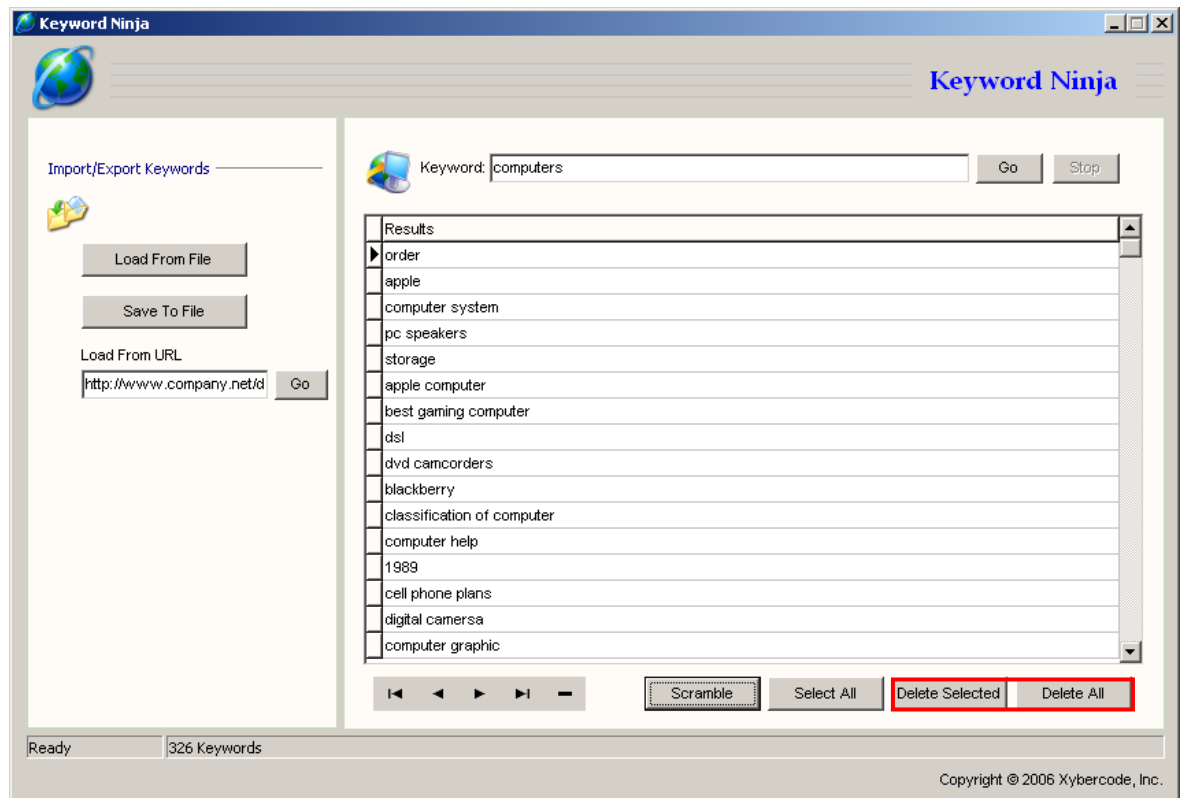 Keyword Ninja
Keyword Ninja
Import/Export Keywords
Load From File
Save To File
Load From URL
http://www.company.net/d Go
Keyword: computers Go Stop
Results
order
apple
computer system
pc speakers
storage
apple computer
best gaming computer
dsl
dvd camcorders
blackberry
classification of computer
computer help
1989
cell phone plans
digital camersa
computer graphic
Scramble Select All Delete Selected Delete All
Ready 326 Keywords
Copyright © 2006 Xybercode, Inc.